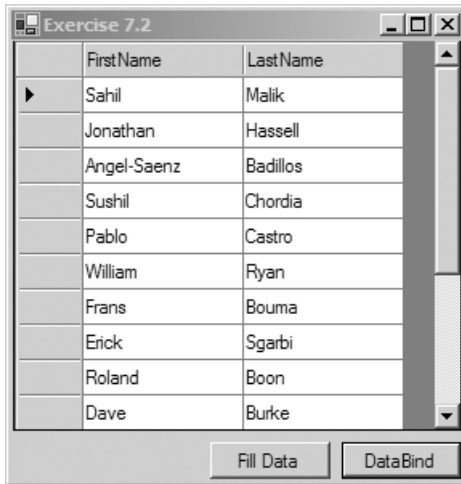 Exercise 7.2
FirstName LastName
Sahil Malik
Jonathan Hassell
Angel-Saenz Badillos
Sushil Chordia
Pablo Castro
William Ryan
Frans Bouma
Erick Sgarbi
Roland Boon
Dave Burke
Fill Data DataBind